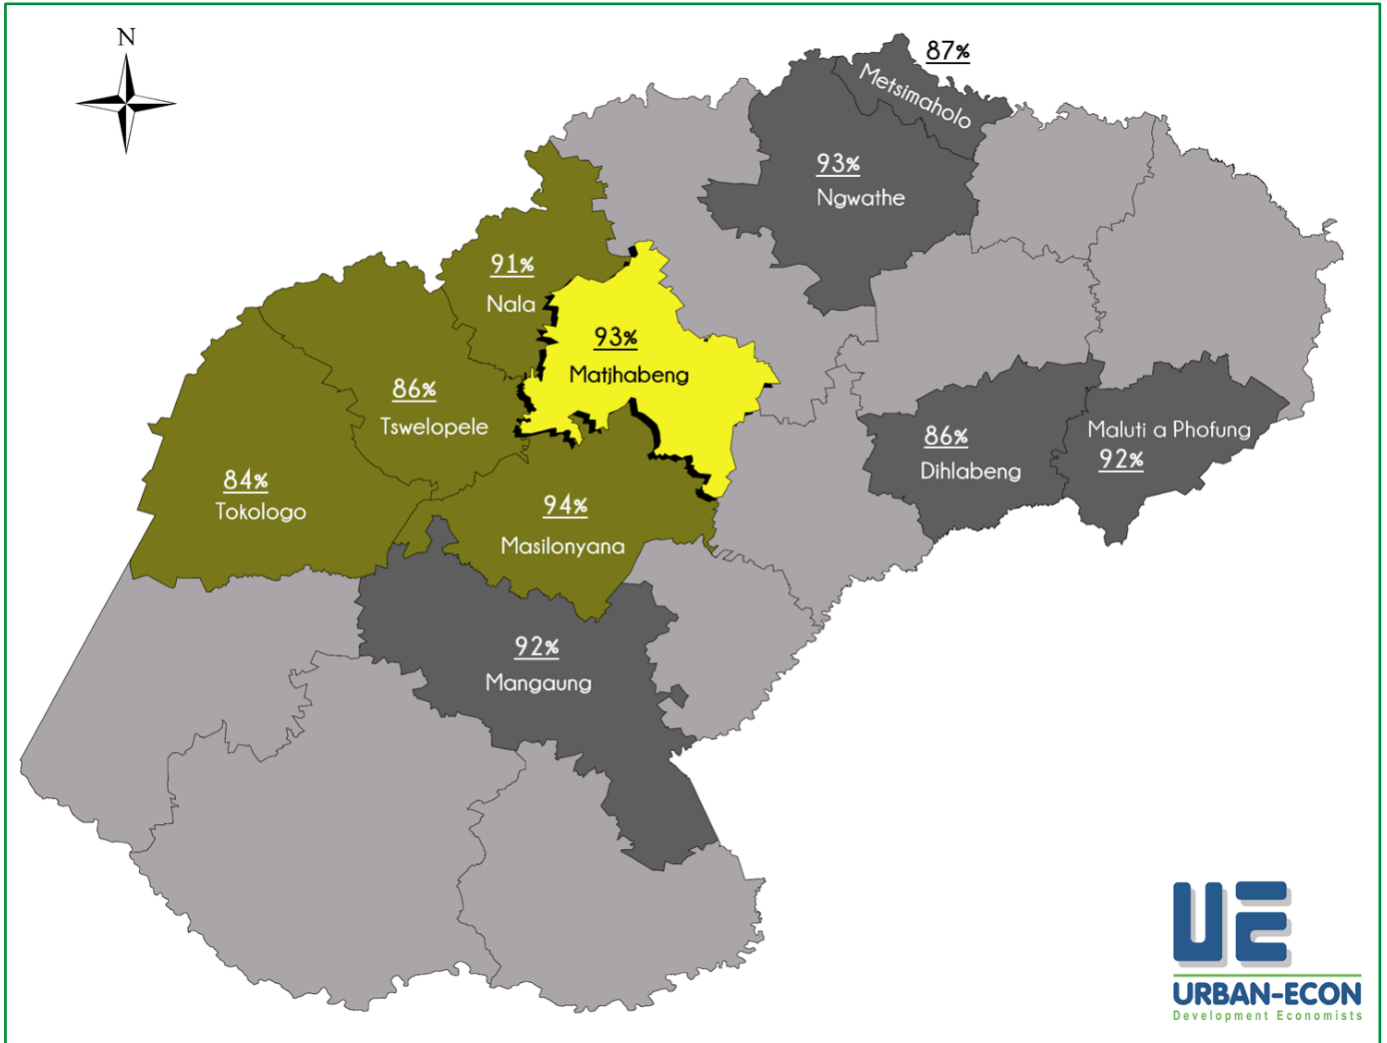 N
87%
Metsimaholo
93%
Ngwathe
91%
Nala
93%
Matjhabeng
86%
Tswelopele
86%
Dihlabeng
Maluti a Phofung
92%
84%
Tokologo
94%
Masilonyana
92%
Mangaung
UE
URBAN-ECON
Development Economists